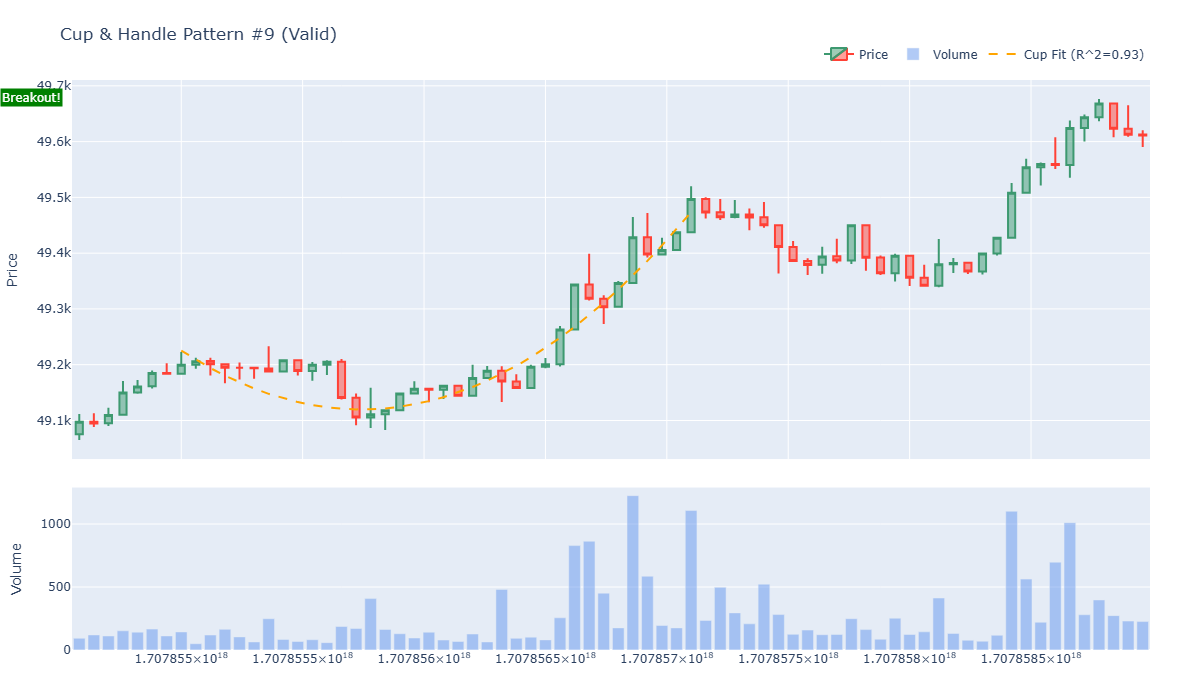 Cup & Handle Pattern #9 (Valid)
Price
Volume
Cup Fit (R^2=0.93)
49.7k
Breakout!
49.6k
49.5k
49.4k
49.3k
49.2k
49.1k
Price
1000
500
0
Volume
1.707855×10¹⁸
1.7078555×10¹⁸
1.707856×10¹⁸
1.7078565×10¹⁸
1.707857×10¹⁸
1.7078575×10¹⁸
1.707858×10¹⁸
1.7078585×10¹⁸